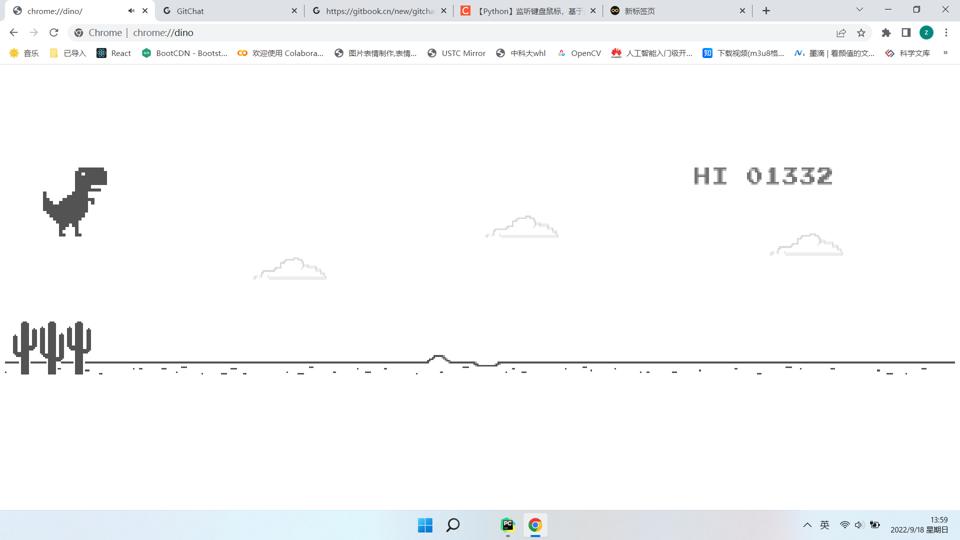 chrome://dino/
GitChat
https://gitbook.cn/new/gitcha
【Python】监听键盘鼠标，基于
新标签页
Chrome | chrome://dino
z
音乐
已导入
React
BootCDN - Bootst...
欢迎使用 Colabora...
图片表情制作,表情...
USTC Mirror
中科大whl
OpenCV
人工智能入门级开...
下载视频(m3u8格...
墨滴 | 看颜值的文...
科学文库
»
HI 01332
英
13:59
2022/9/18 星期日